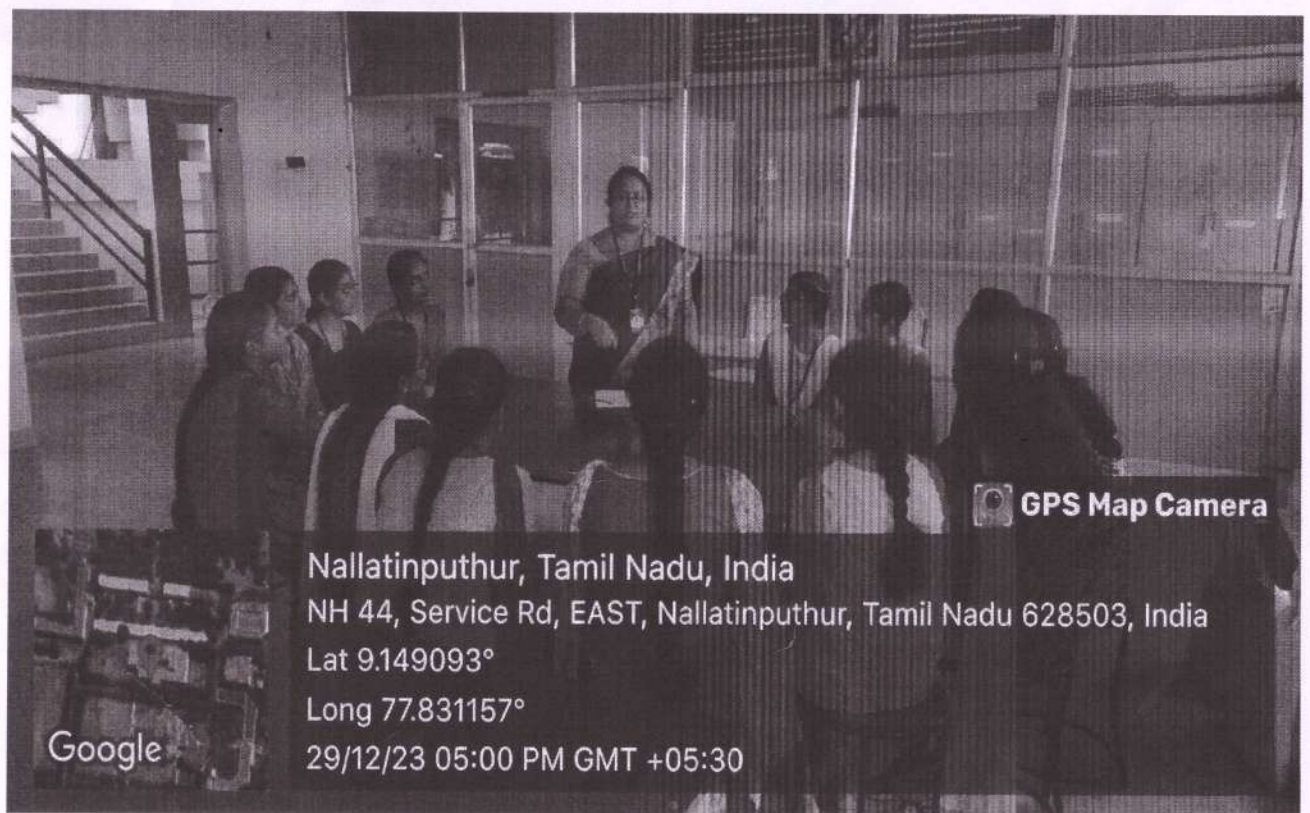 GPS Map Camera
Nallatinputhur, Tamil Nadu, India
NH 44, Service Rd, EAST, Nallatinputhur, Tamil Nadu 628503, India
Lat 9.149093°
Long 77.831157°
29/12/23 05:00 PM GMT +05:30
Google